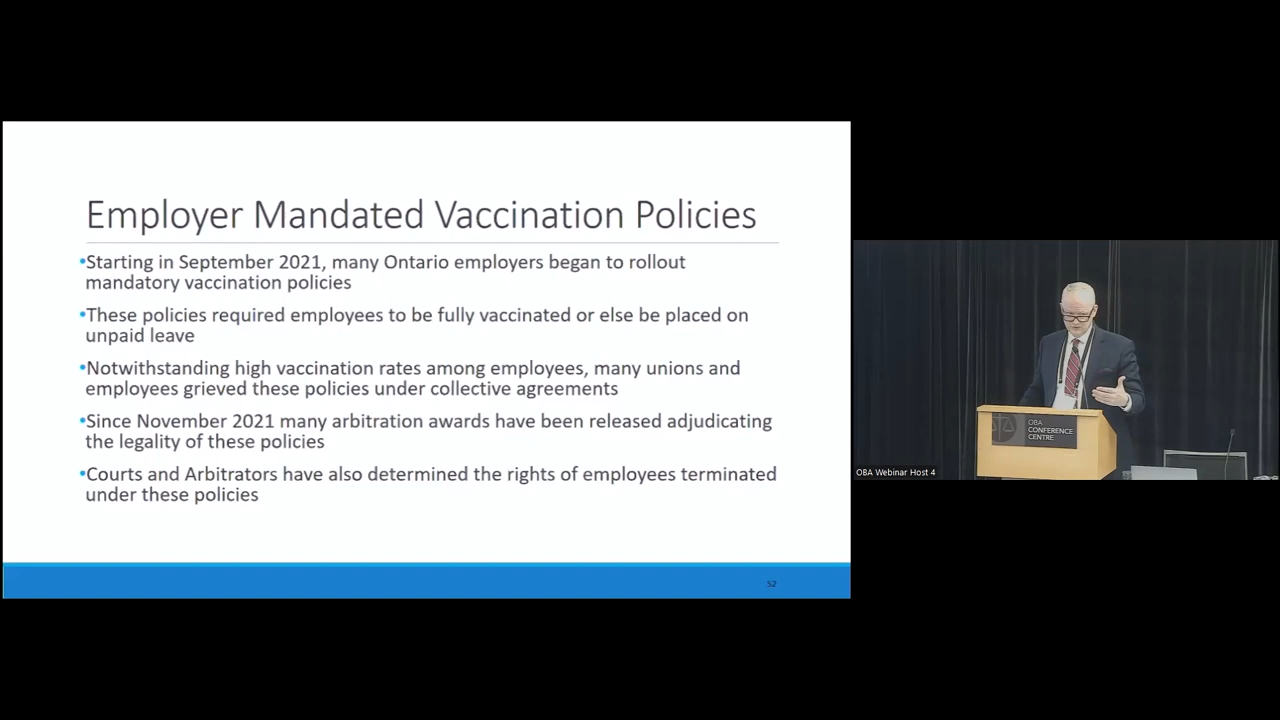 Employer Mandated Vaccination Policies
•Starting in September 2021, many Ontario employers began to rollout
mandatory vaccination policies
•These policies required employees to be fully vaccinated or else be placed on
unpaid leave
•Notwithstanding high vaccination rates among employees, many unions and
employees grieved these policies under collective agreements
•Since November 2021 many arbitration awards have been released adjudicating
the legality of these policies
•Courts and Arbitrators have also determined the rights of employees terminated
under these policies
52
OBA
CONFERENCE
CENTRE
OBA Webinar Host 4